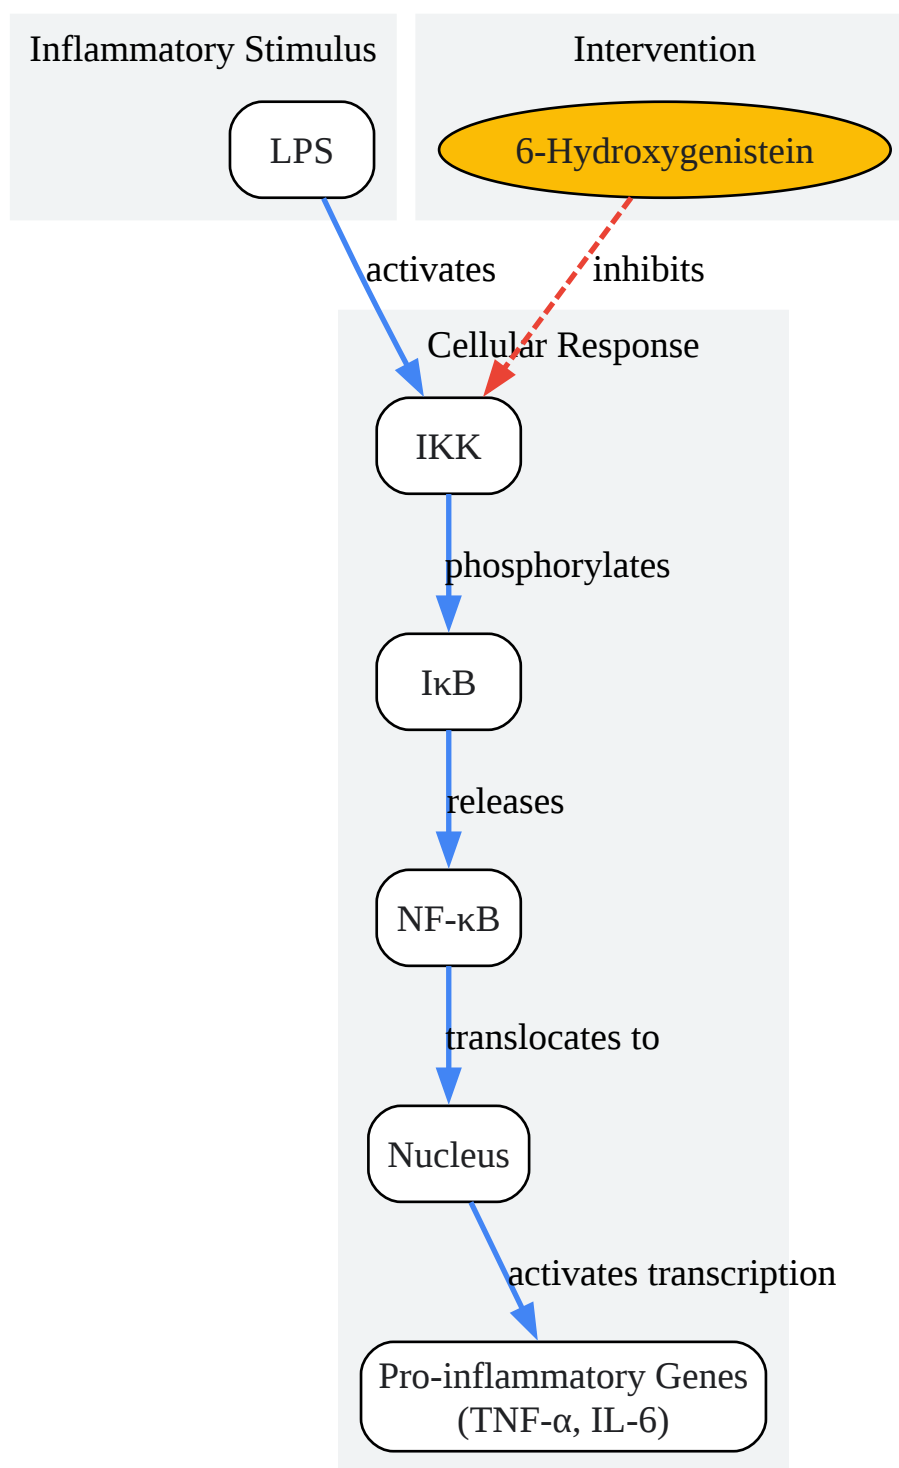 Inflammatory Stimulus
Intervention
LPS
6-Hydroxygenistein
activates
inhibits
Cellular Response
IKK
phosphorylates
IκB
releases
NF-κB
translocates to
Nucleus
activates transcription
Pro-inflammatory Genes
(TNF-α, IL-6)